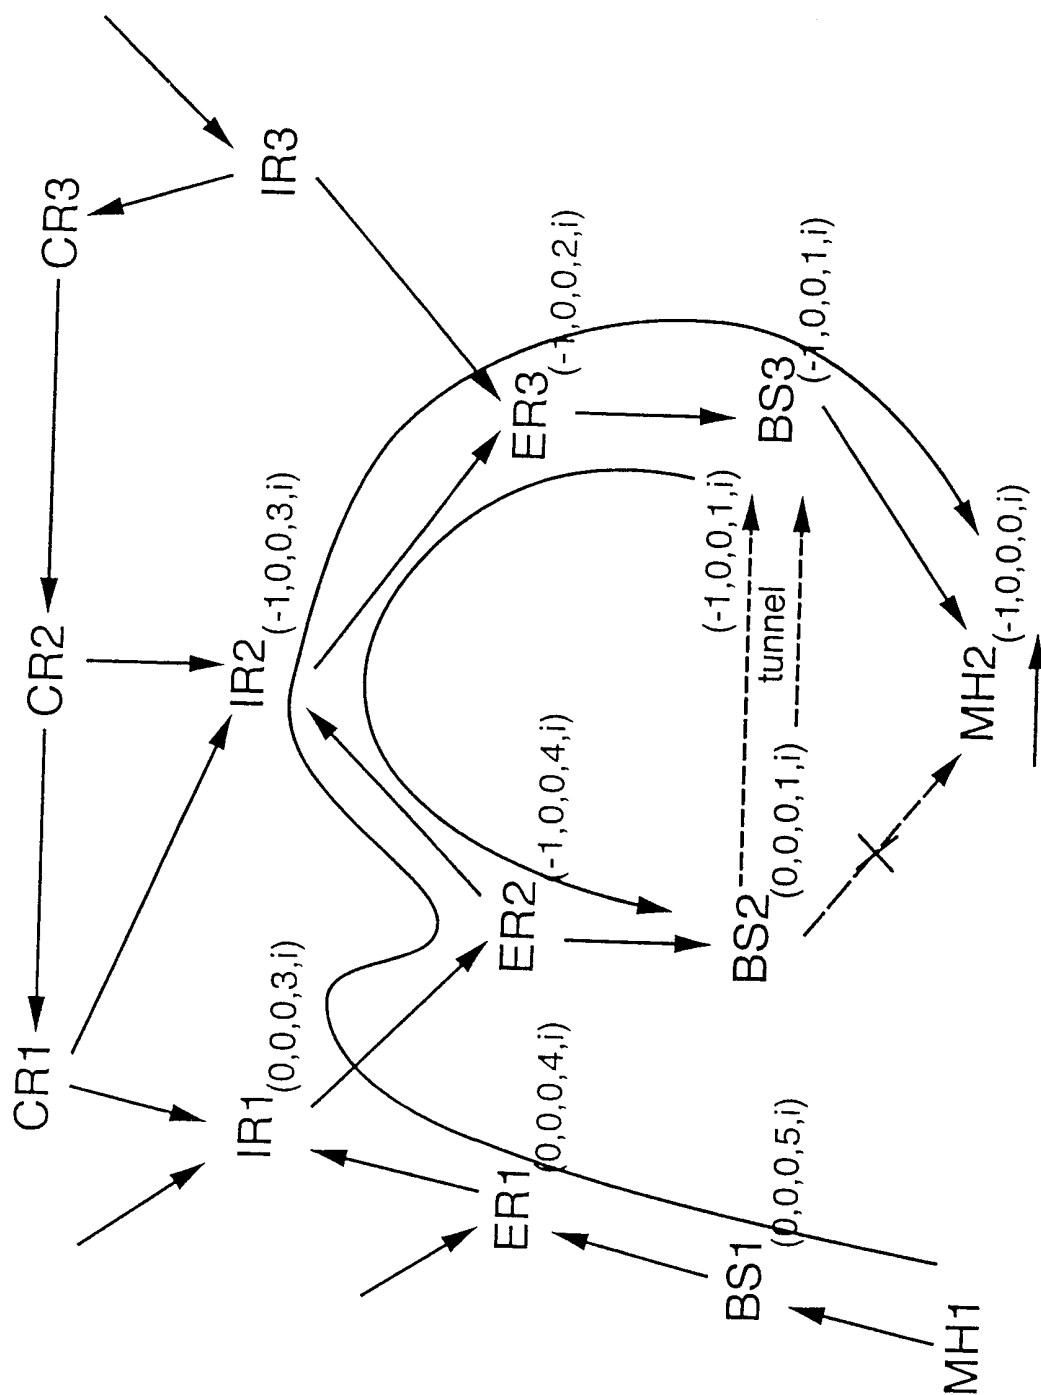 CR1
CR2
CR3
IR1 (0,0,0,3,i)
IR2 (-1,0,0,3,i)
IR3
ER1 (0,0,0,4,i)
ER2 (-1,0,0,4,i)
ER3 (-1,0,0,2,i)
BS1 (0,0,0,5,i)
BS2 (0,0,0,1,i)
(-1,0,0,1,i)
tunnel
BS3 (-1,0,0,1,i)
MH1
MH2 (-1,0,0,0,i)